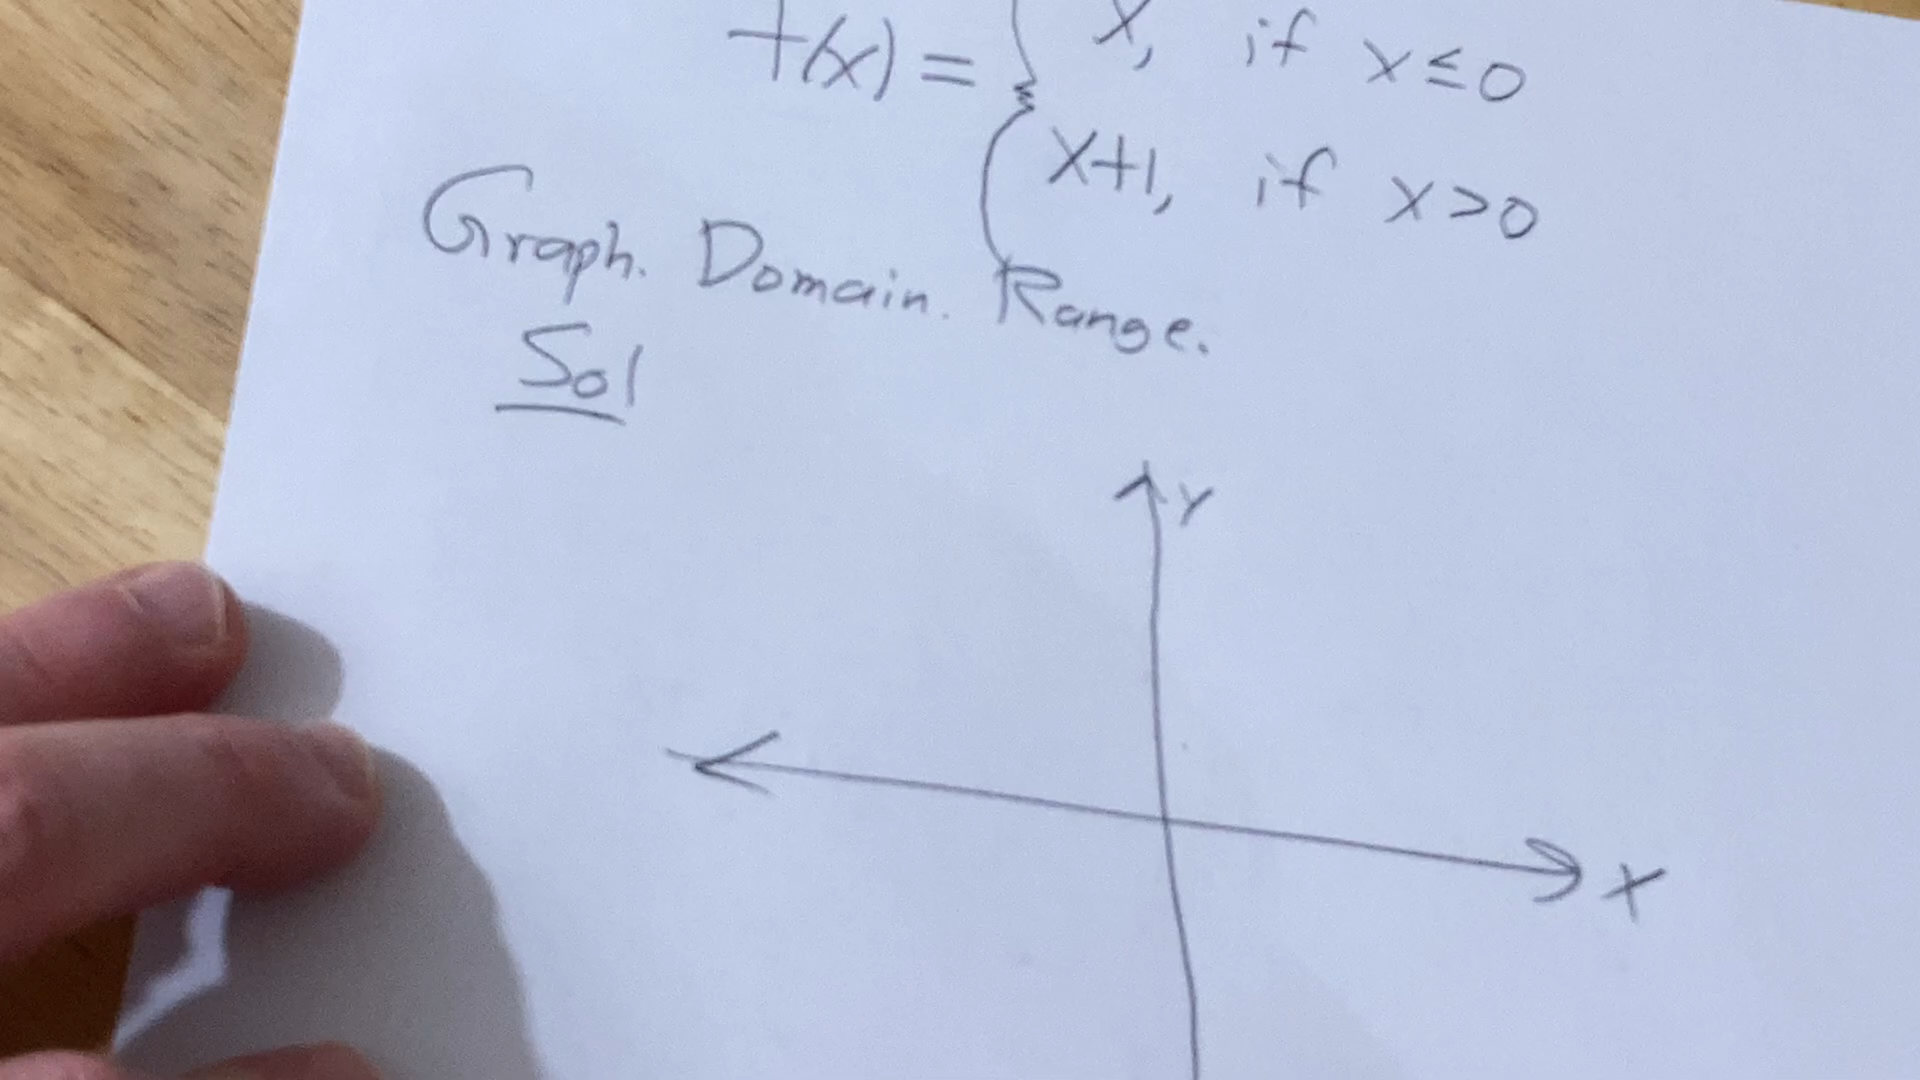 f(x) = { x, if x ≤ 0
x+1, if x > 0
Graph. Domain. Range.
Sol
Y
X